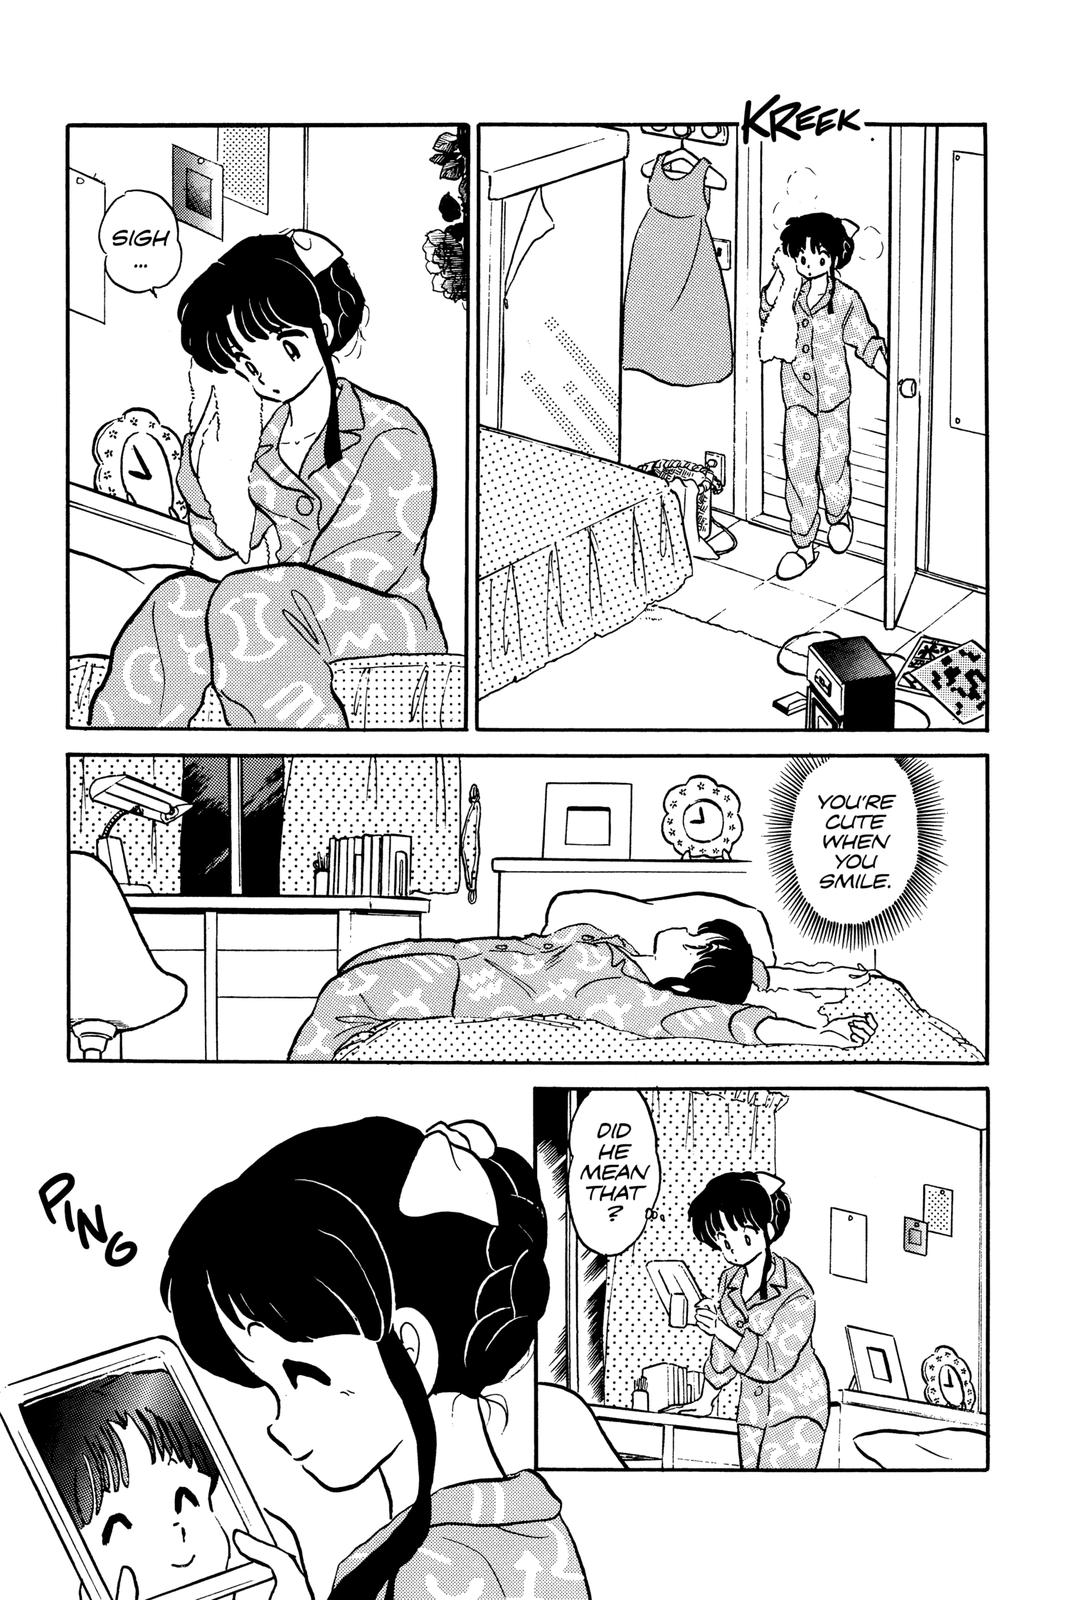 KREEK
SIGH
...
YOU'RE
CUTE
WHEN
YOU
SMILE.
DID
HE
MEAN
THAT
?
PING